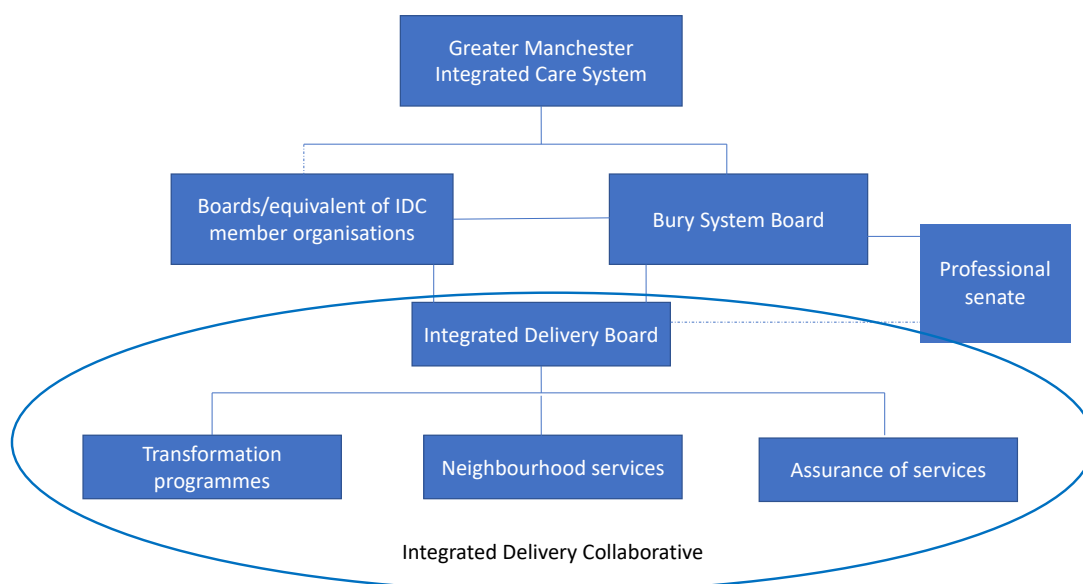 Greater Manchester
Integrated Care System
Boards/equivalent of IDC
member organisations
Bury System Board
Professional
senate
Integrated Delivery Board
Transformation
programmes
Neighbourhood services
Assurance of services
Integrated Delivery Collaborative